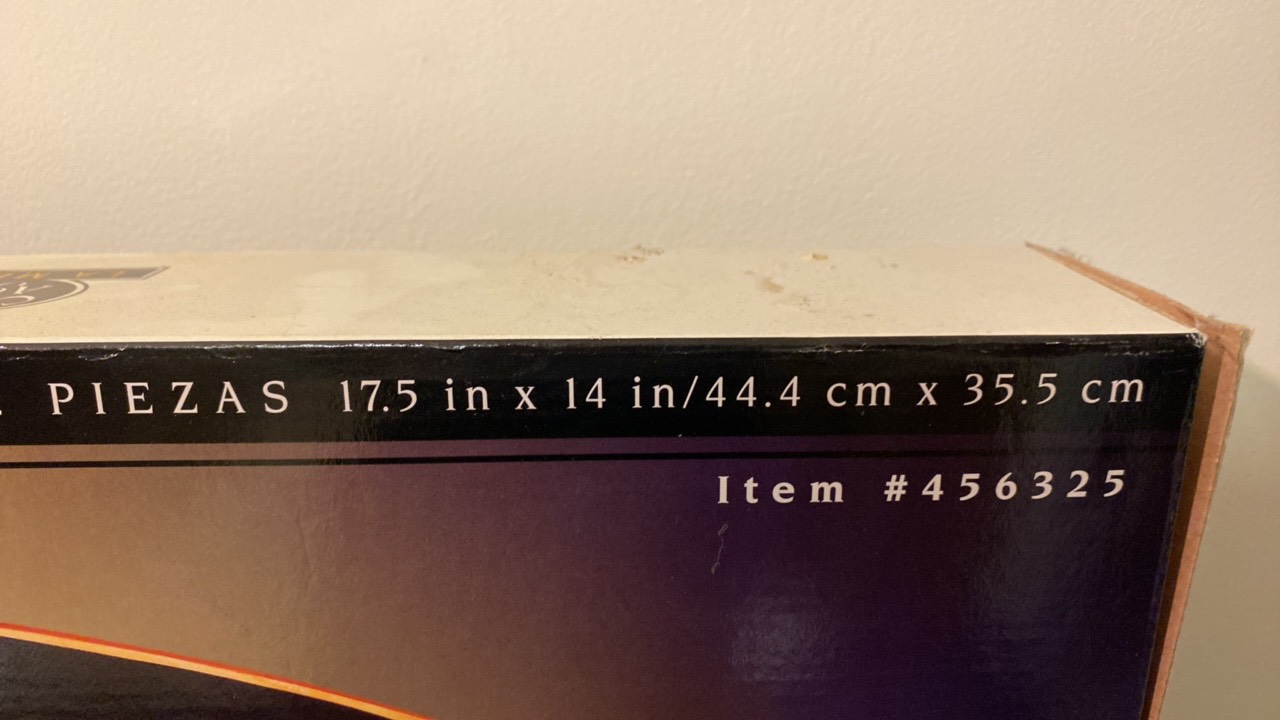 PIEZAS 17.5 in x 14 in/44.4 cm x 35.5 cm
Item #456325